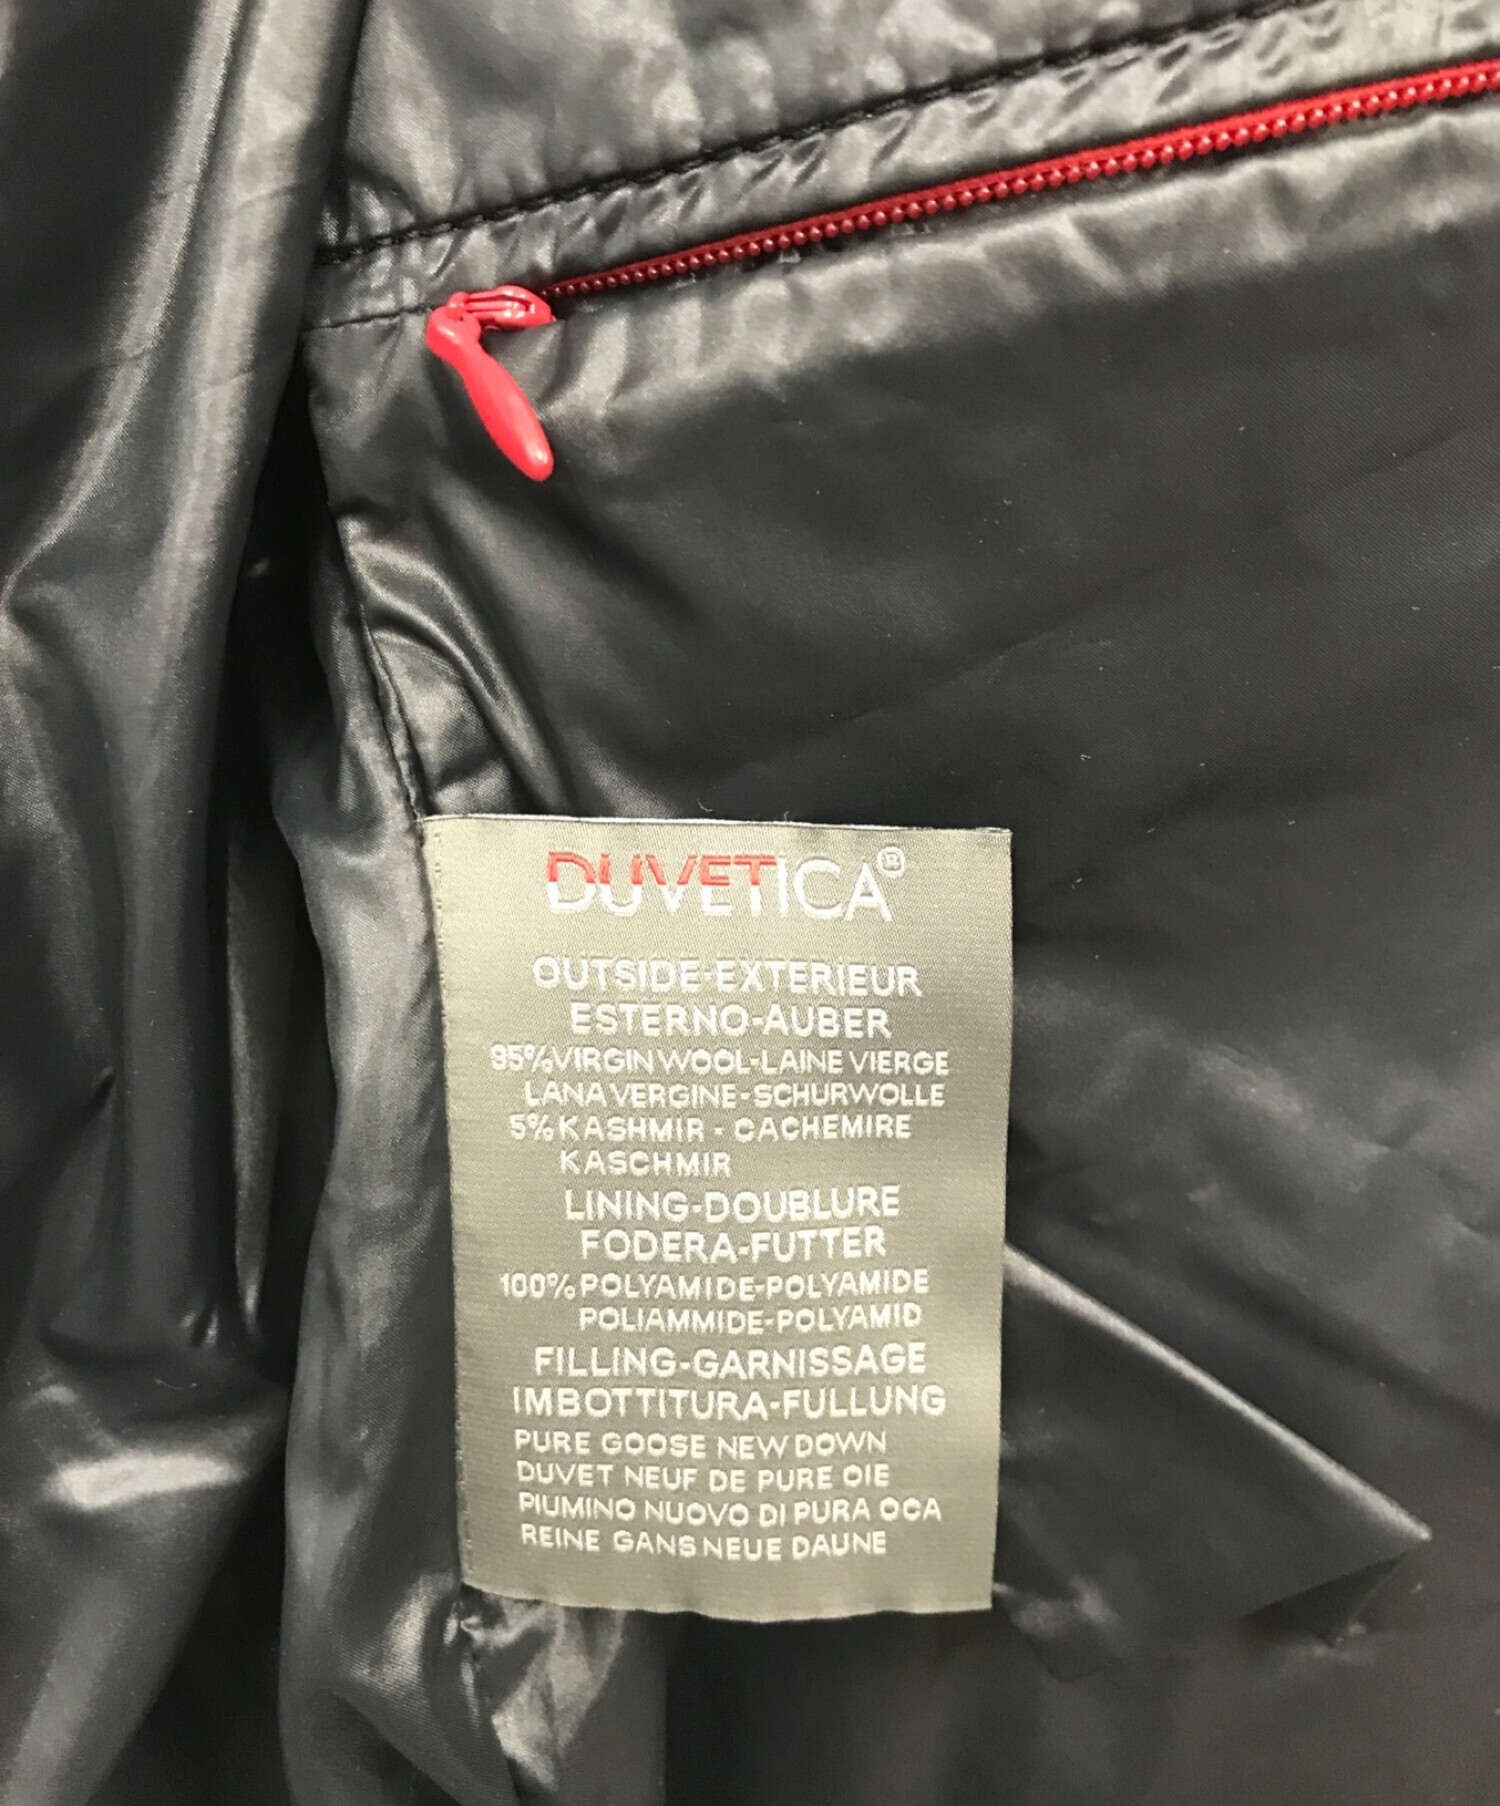 DUVETICA®
OUTSIDE-EXTERIEUR
ESTERNO-AUBER
95%VIRGIN WOOL-LAINE VIERGE
LANA VERGINE-SCHURWOLLE
5%KASHMIR - CACHEMIRE
KASCHMIR
LINING-DOUBLURE
FODERA-FUTTER
100%POLYAMIDE-POLYAMIDE
POLIAMMIDE-POLYAMID
FILLING-GARNISSAGE
IMBOTTITURA-FULLUNG
PURE GOOSE NEW DOWN
DUVET NEUF DE PURE OIE
PIUMINO NUOVO DI PURA OCA
REINE GANS NEUE DAUNE